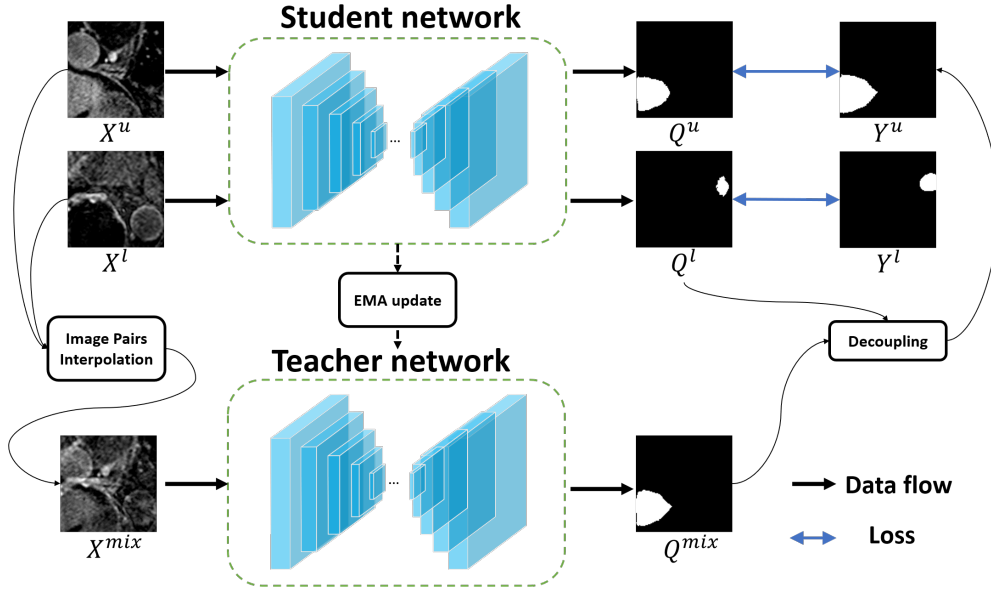 Student network
...
X^u
Q^u
Y^u
X^l
Q^l
Y^l
EMA update
Image Pairs
Interpolation
Decoupling
Teacher network
...
X^mix
Q^mix
Data flow
Loss